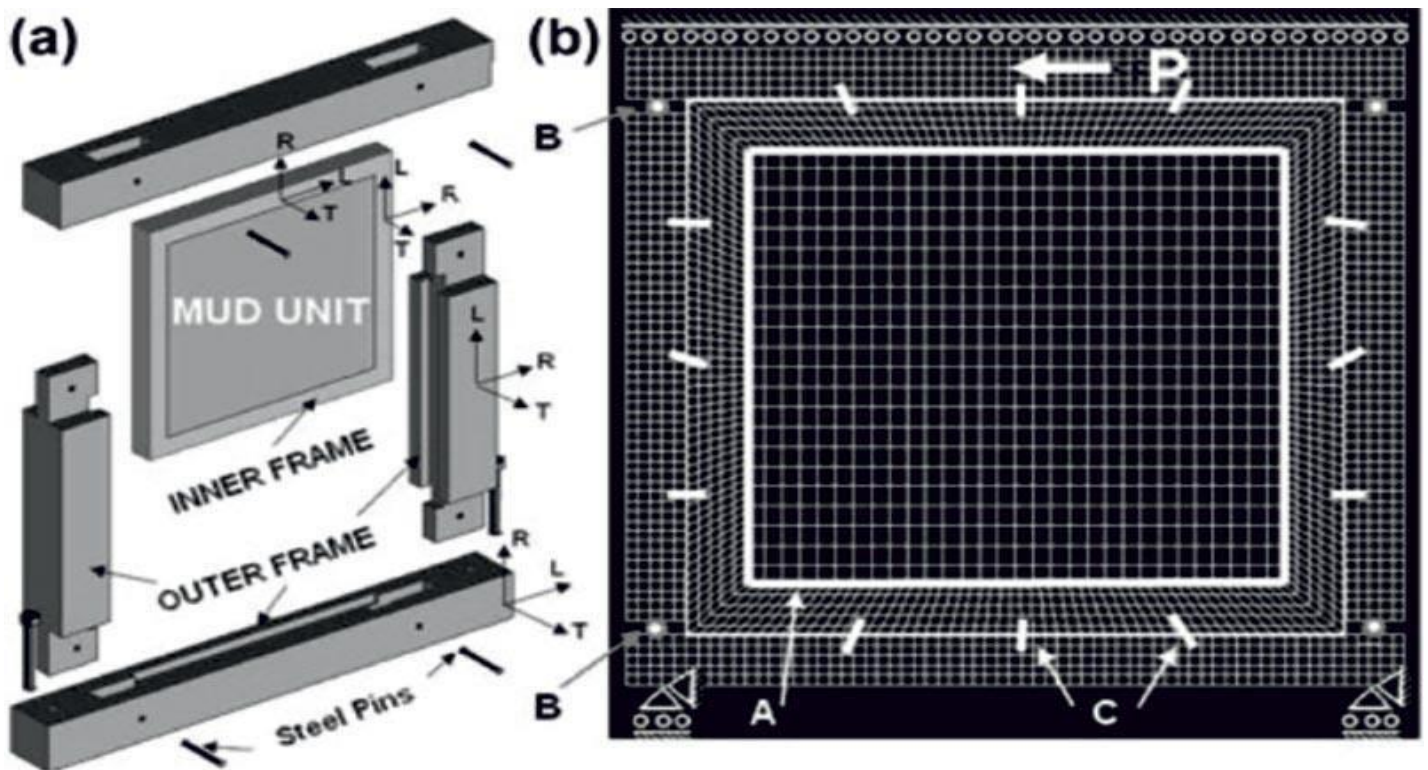 (a)
R
L
L
R
T
T
MUD UNIT
L
R
T
INNER FRAME
OUTER FRAME
R
L
T
Steel Pins
(b)
P
B
B
A
C